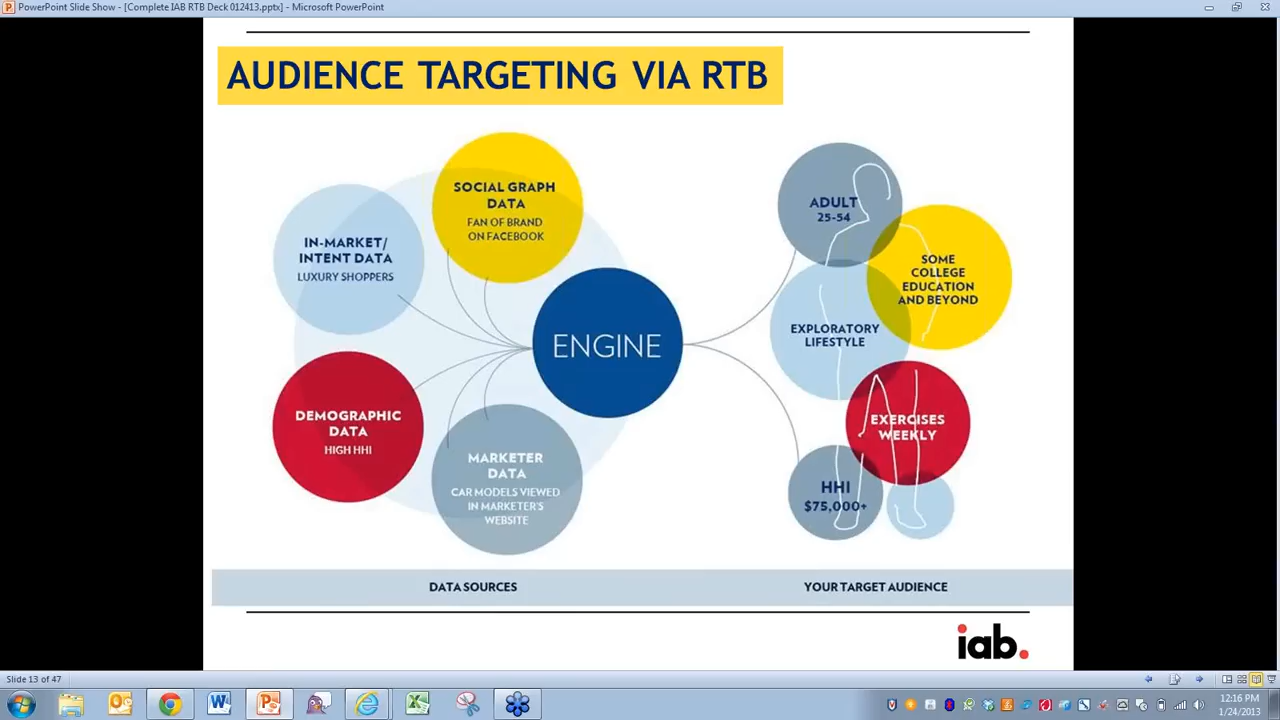 PowerPoint Slide Show - [Complete IAB RTB Deck 012413.pptx] - Microsoft PowerPoint
AUDIENCE TARGETING VIA RTB
SOCIAL GRAPH
DATA
FAN OF BRAND
ON FACEBOOK
IN-MARKET/
INTENT DATA
LUXURY SHOPPERS
ENGINE
DEMOGRAPHIC
DATA
HIGH HHI
MARKETER
DATA
CAR MODELS VIEWED
IN MARKETER'S
WEBSITE
ADULT
25-54
SOME
COLLEGE
EDUCATION
AND BEYOND
EXPLORATORY
LIFESTYLE
EXERCISES
WEEKLY
HHI
$75,000+
DATA SOURCES
YOUR TARGET AUDIENCE
iab.
Slide 13 of 47
12:16 PM
1/24/2013